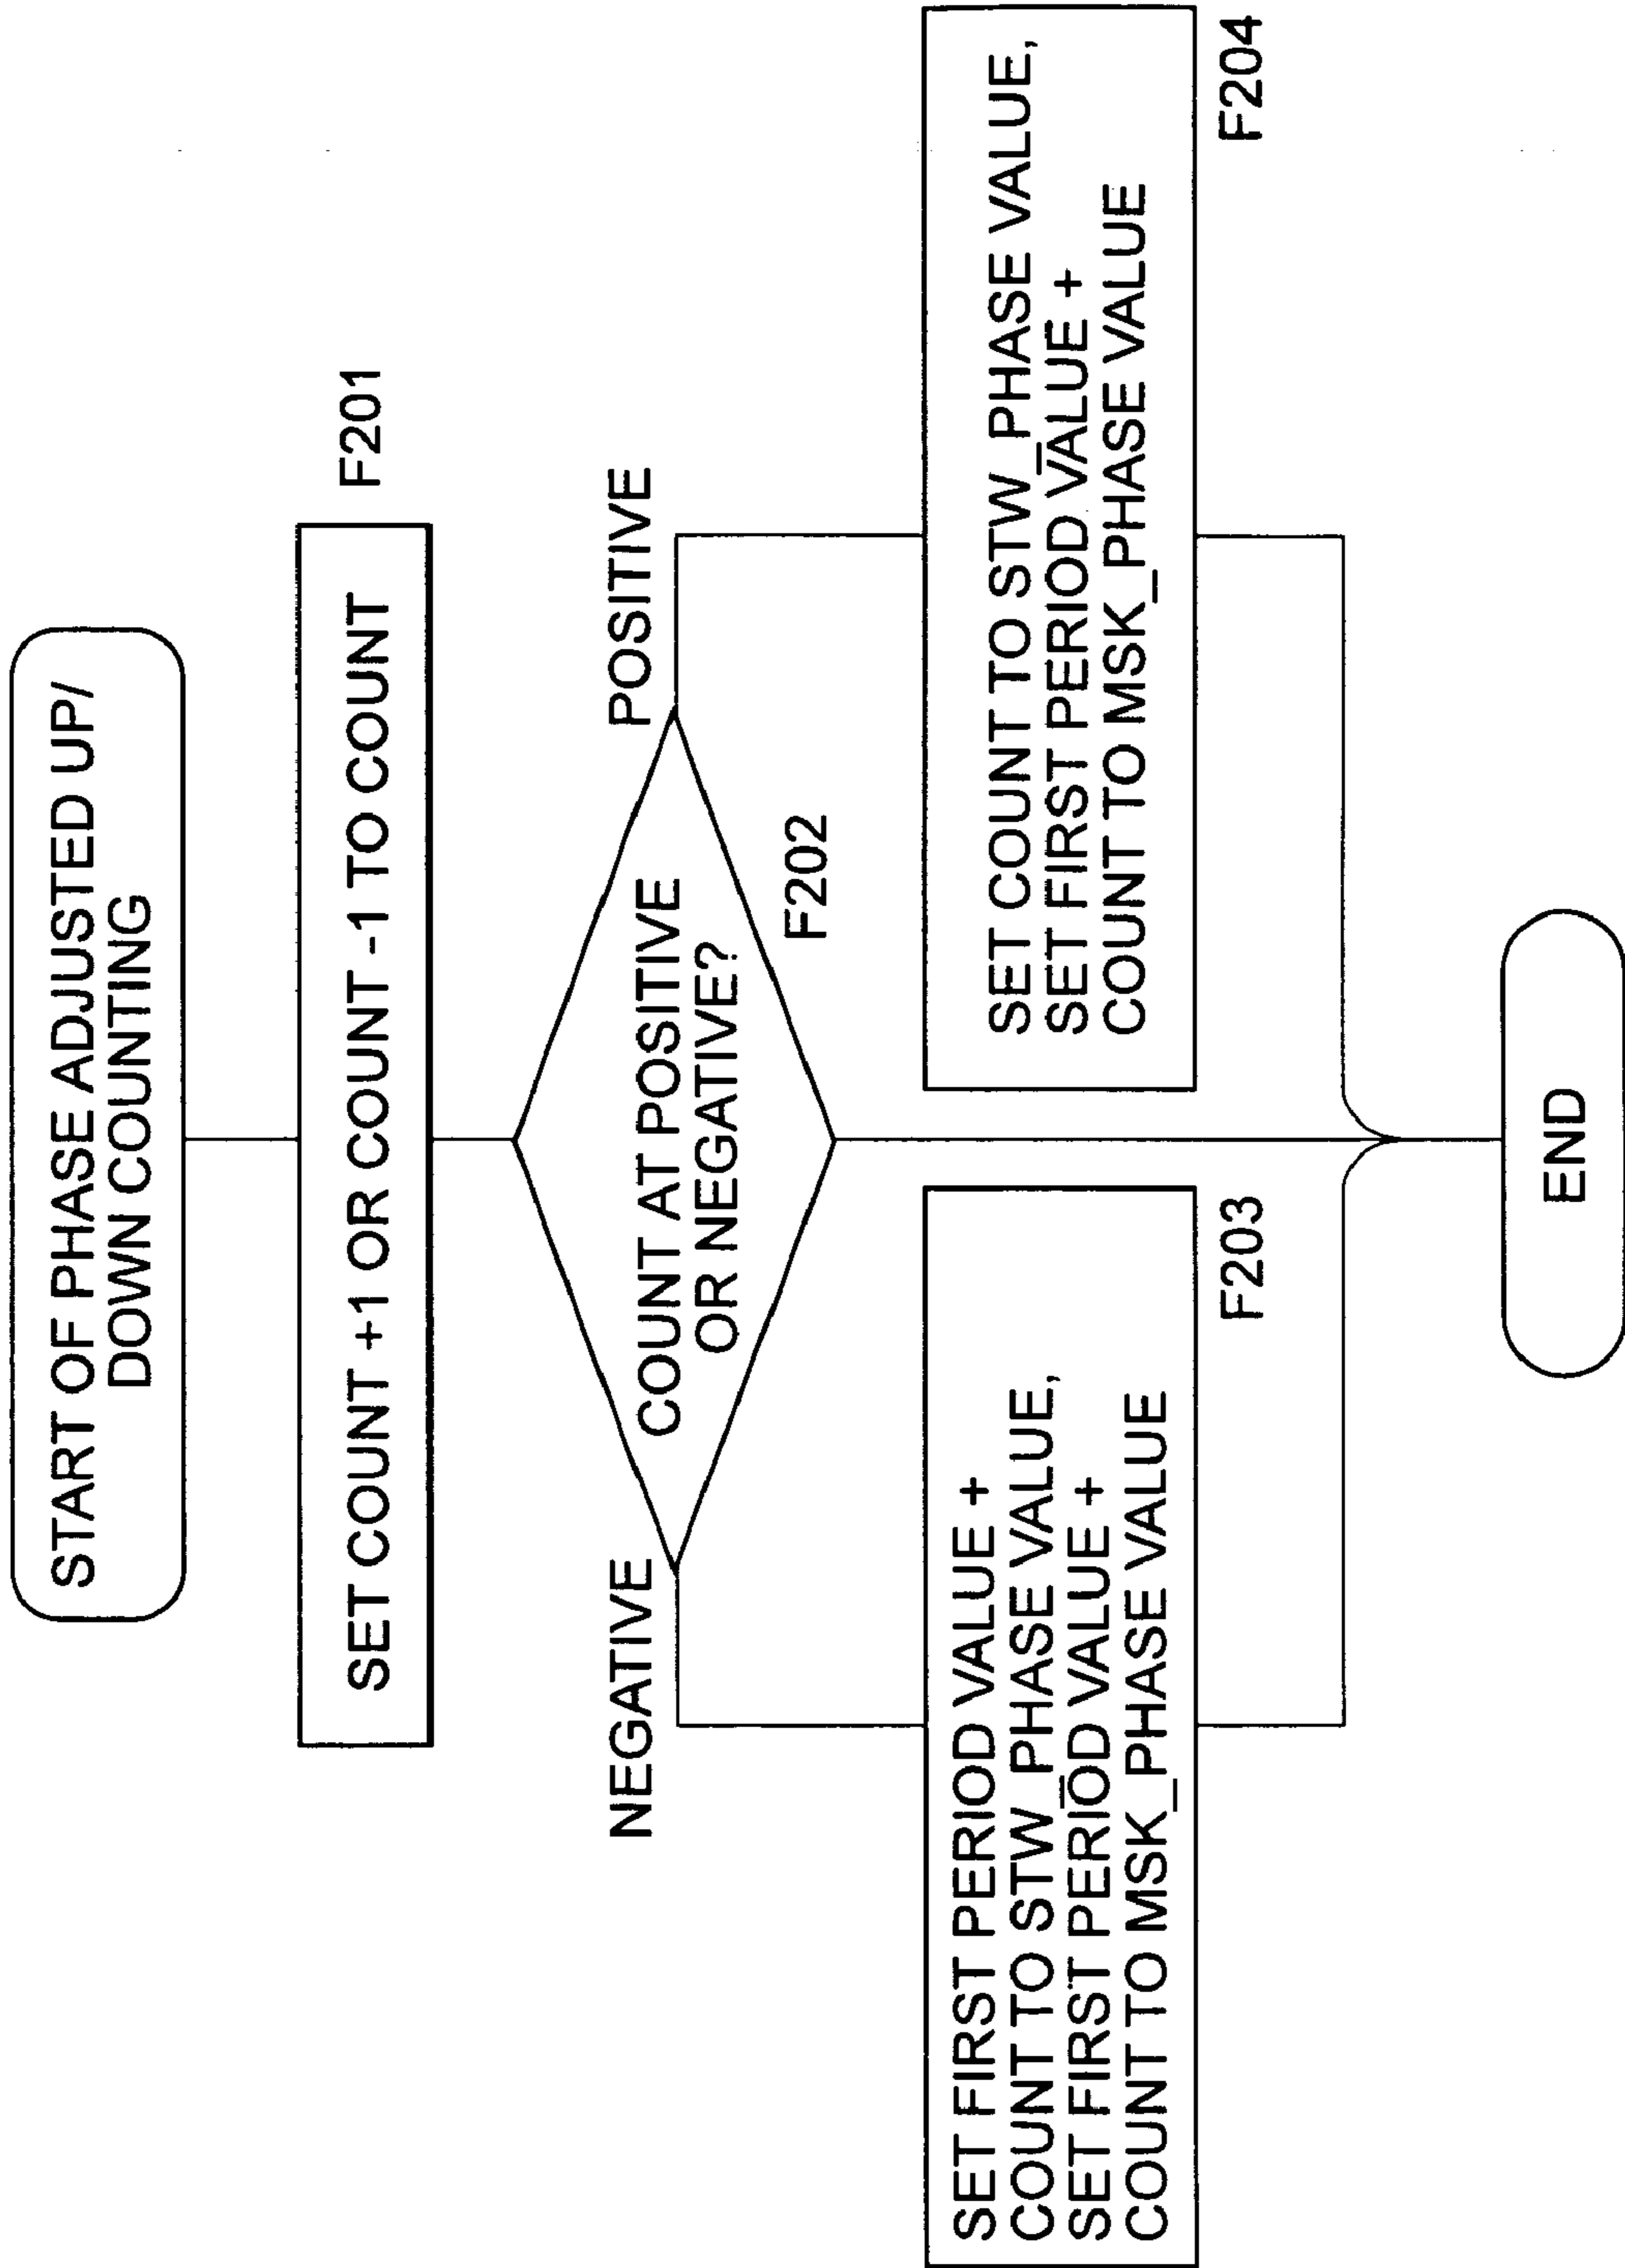 START OF PHASE ADJUSTED UP/
DOWN COUNTING
SET COUNT +1 OR COUNT -1 TO COUNT
F201
NEGATIVE
POSITIVE
COUNT AT POSITIVE
OR NEGATIVE?
F202
SET FIRST PERIOD VALUE +
COUNT TO STW_PHASE VALUE,
SET FIRST PERIOD VALUE +
COUNT TO MSK_PHASE VALUE
F203
SET COUNT TO STW_PHASE VALUE,
SET FIRST PERIOD VALUE +
COUNT TO MSK_PHASE VALUE
F204
END